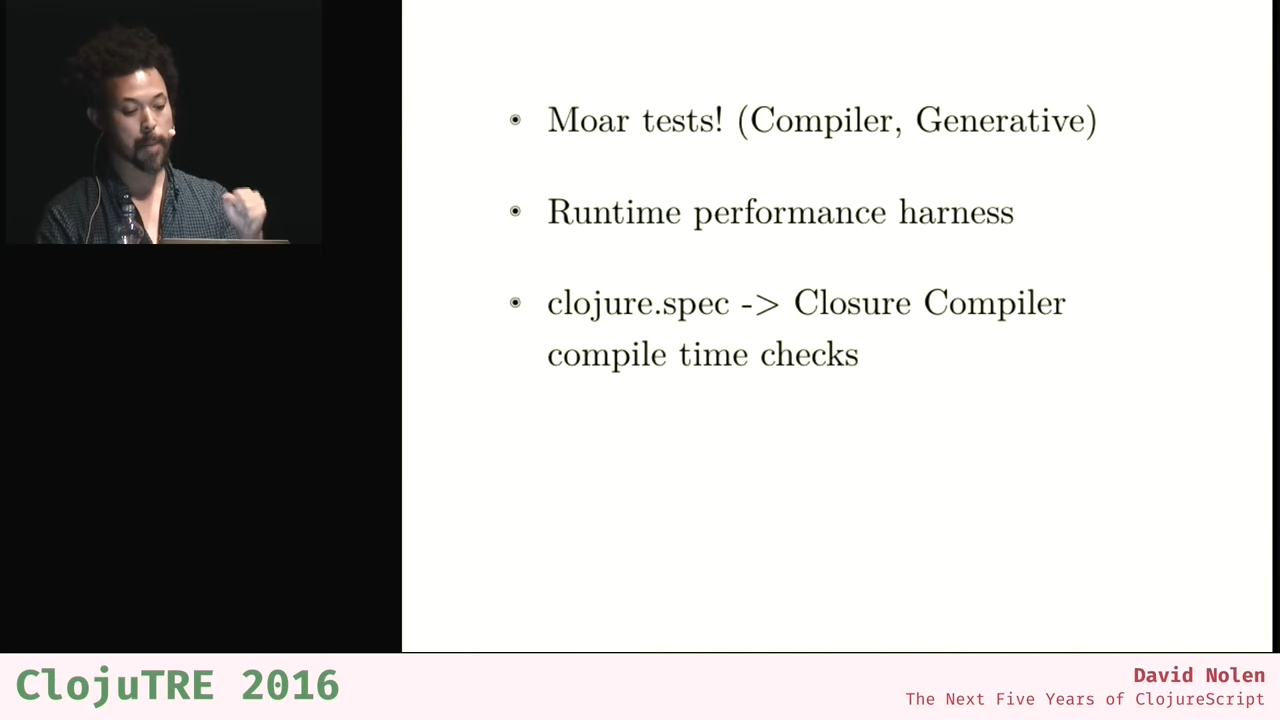 Moar tests! (Compiler, Generative)
Runtime performance harness
clojure.spec -> Closure Compiler
compile time checks
ClojuTRE 2016
David Nolen
The Next Five Years of ClojureScript